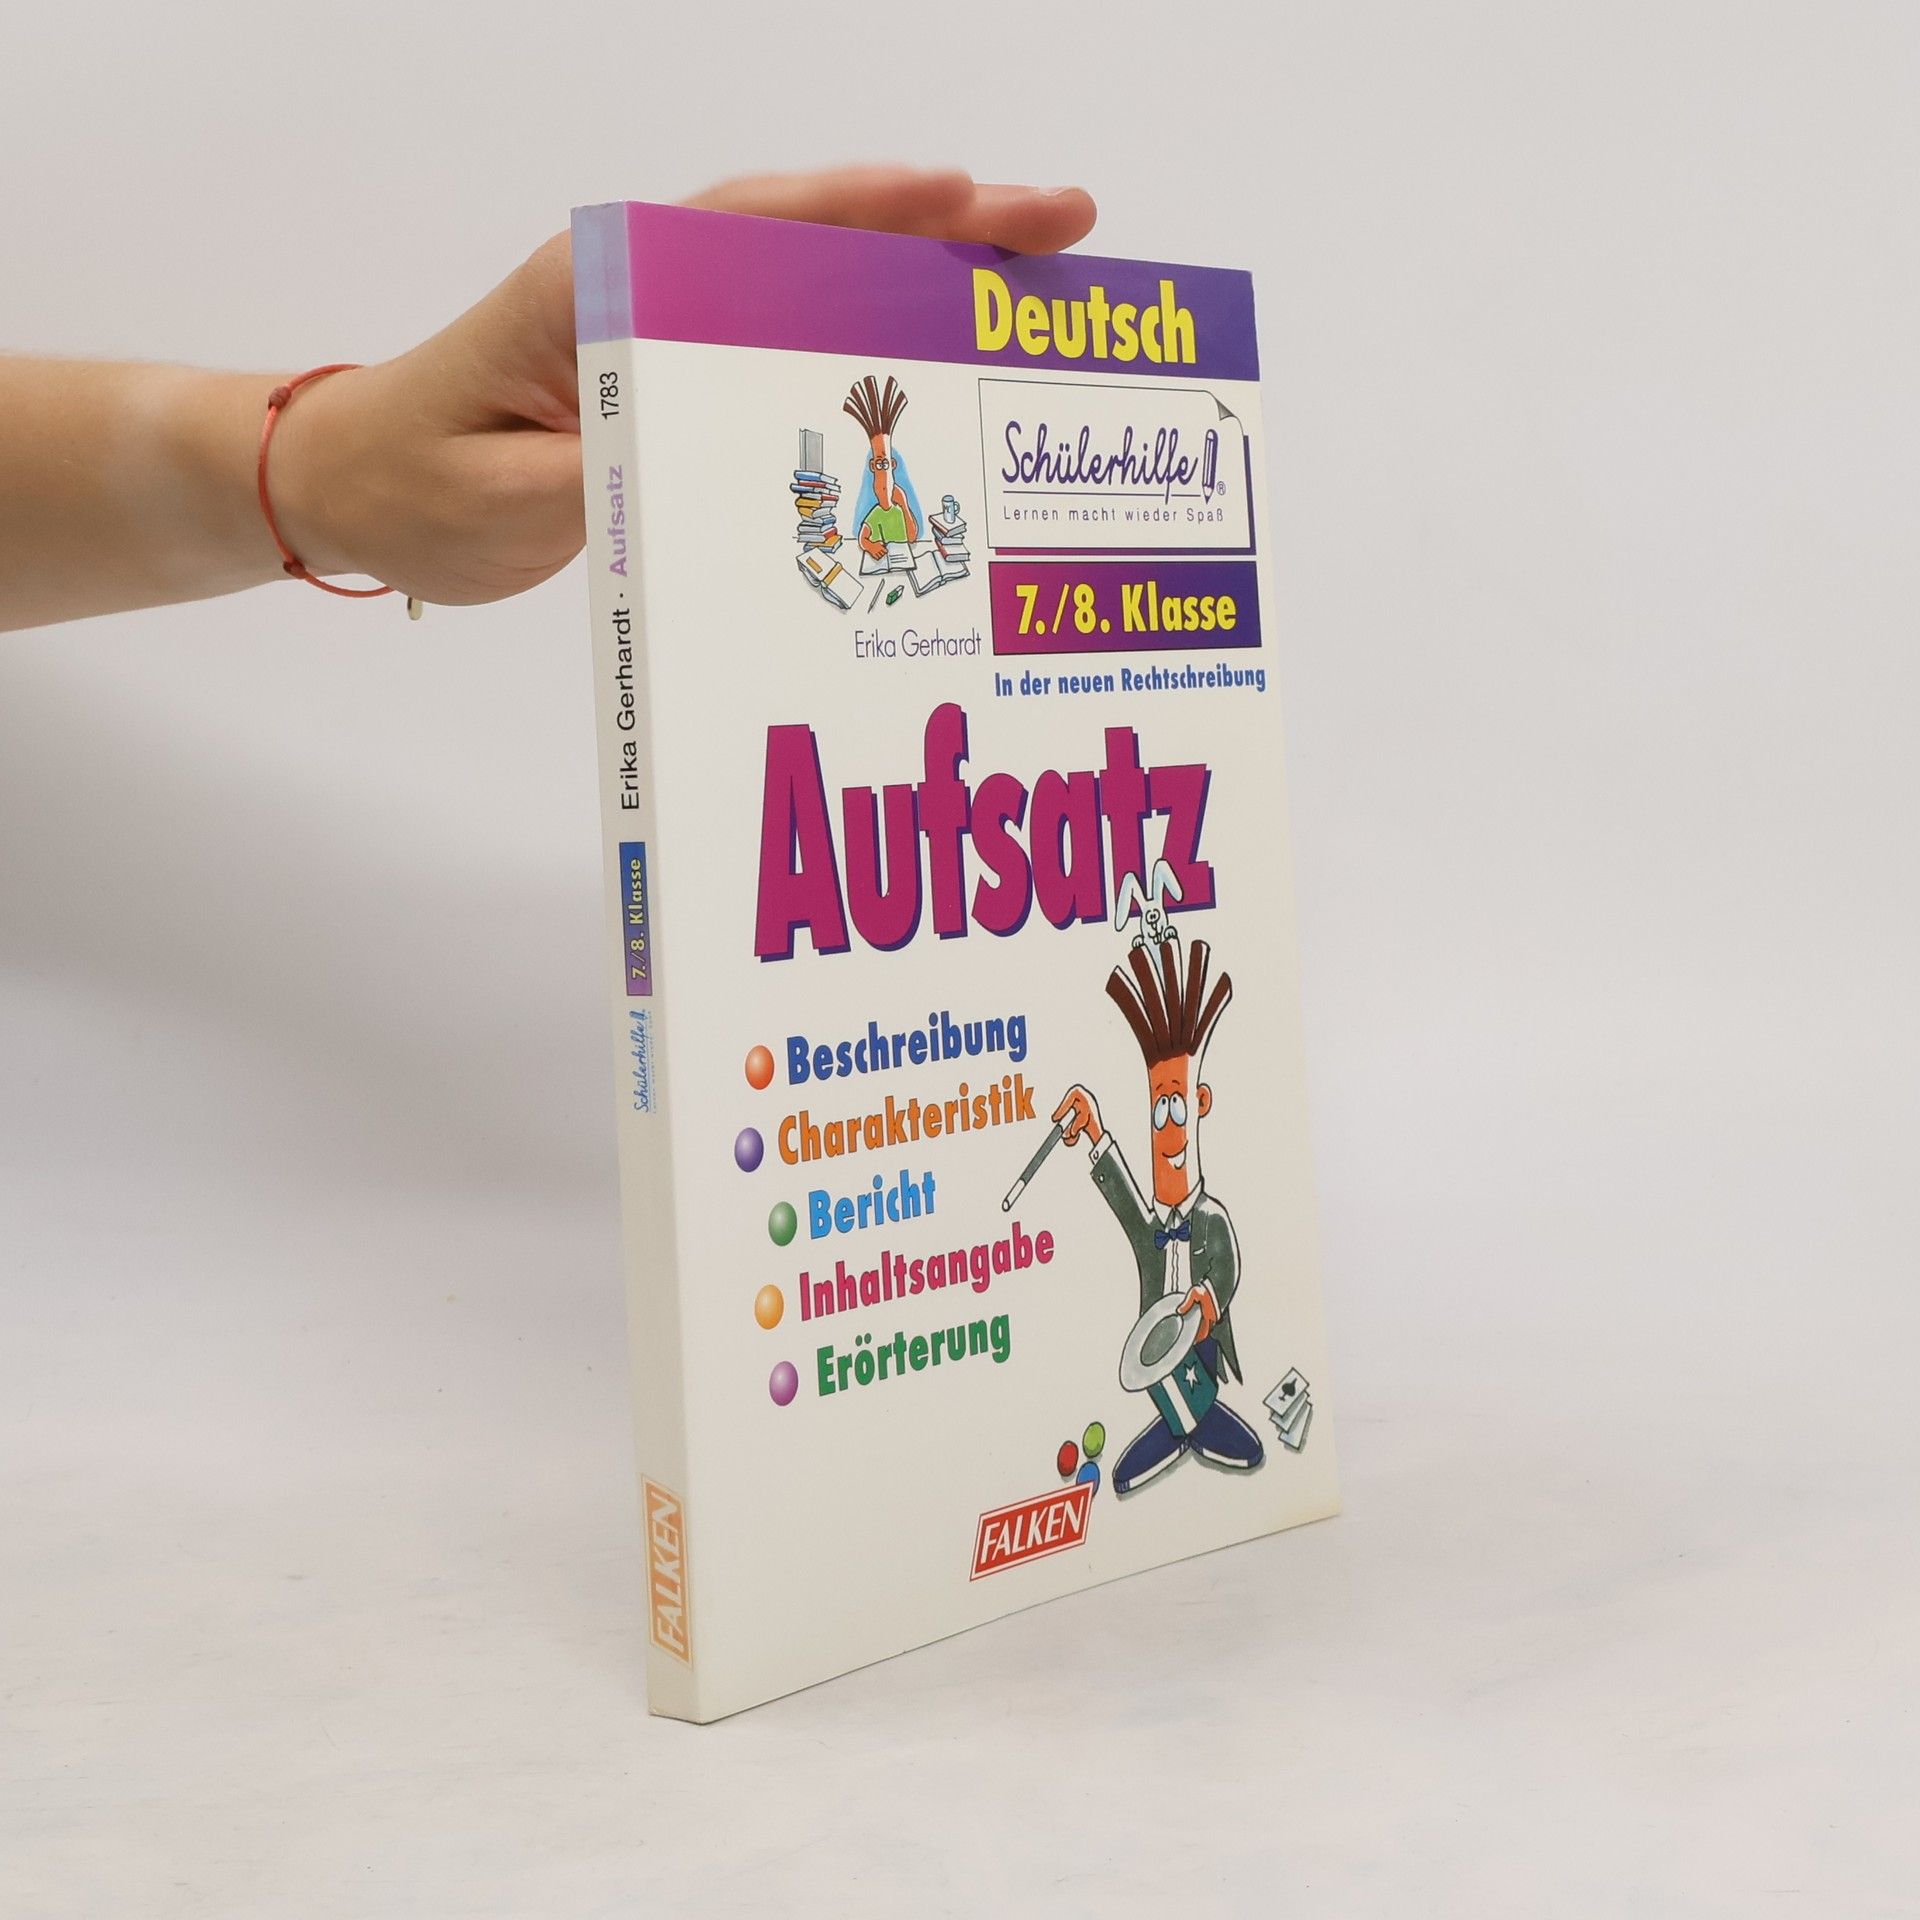 Deutsch
Schülerhilfe!®
Lernen macht wieder Spaß
7./8. Klasse
Erika Gerhardt
In der neuen Rechtschreibung
Aufsatz
Beschreibung
Charakteristik
Bericht
Inhaltsangabe
Erörterung
FALKEN
1783
Erika Gerhardt · Aufsatz
7./8. Klasse
Schülerhilfe!
FALKEN